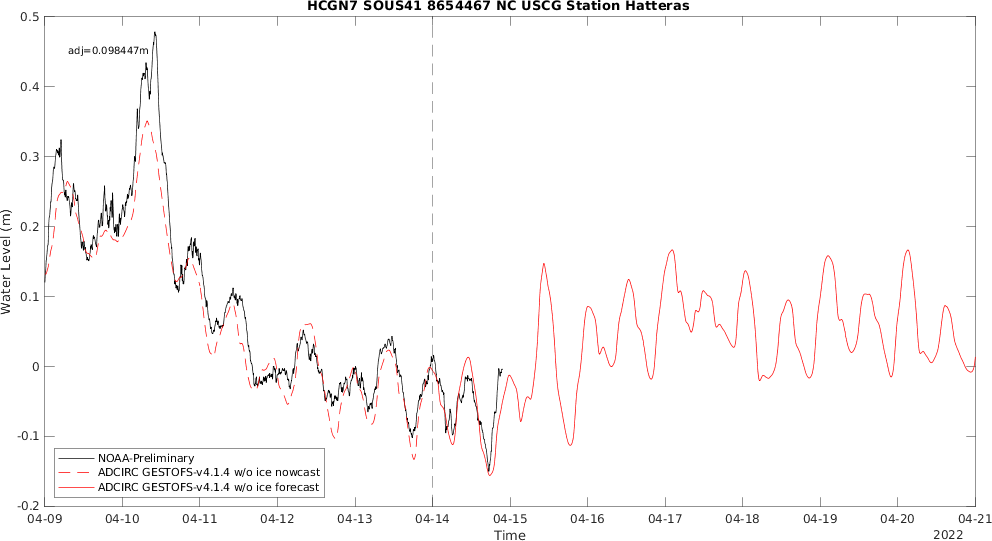 HCGN7 SOUS41 8654467 NC USCG Station Hatteras
adj=0.098447m
0.5
0.4
0.3
0.2
0.1
0
-0.1
-0.2
Water Level (m)
NOAA-Preliminary
ADCIRC GESTOFS-v4.1.4 w/o ice nowcast
ADCIRC GESTOFS-v4.1.4 w/o ice forecast
04-09 04-10 04-11 04-12 04-13 04-14 04-15 04-16 04-17 04-18 04-19 04-20 04-21
Time
2022